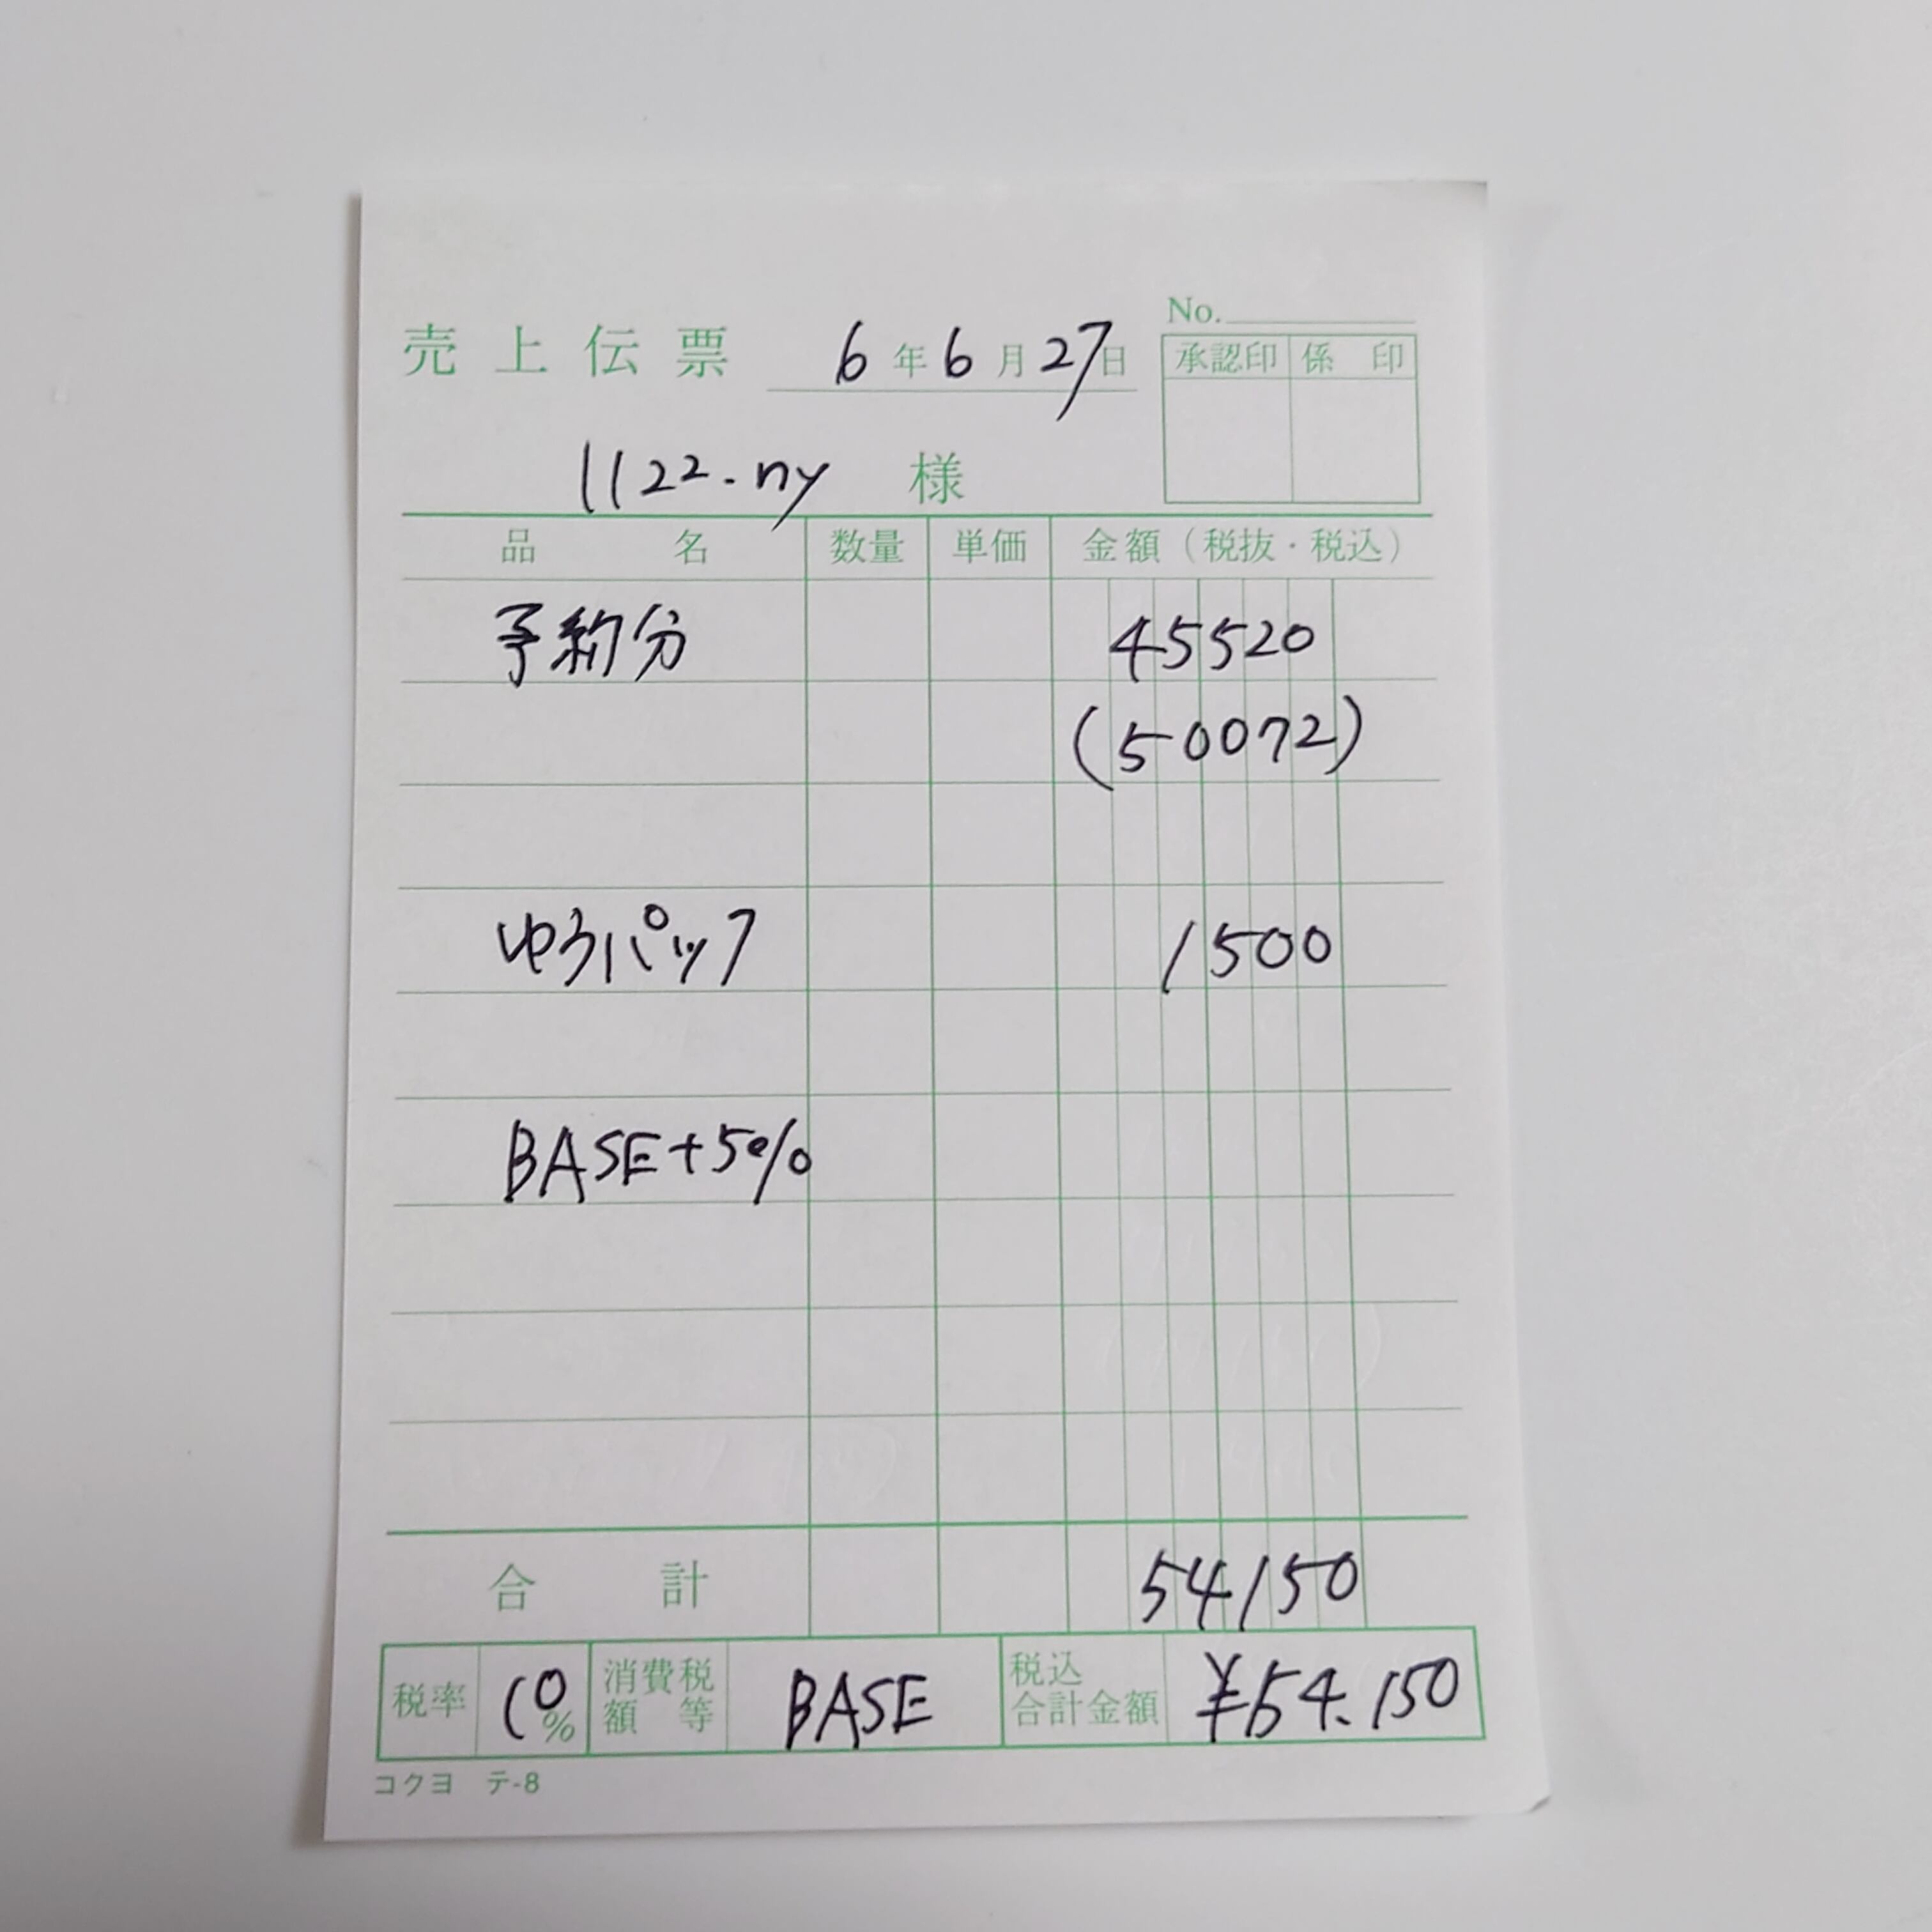 No.
売上伝票 6年6月27日
承認印 係印
1122-ny 様
品名 数量 単価 金額（税抜・税込）
予約分 45520
(50072)
ゆうパック 1500
BASE+5%
合計 54150
税率 10% 消費税額等 BASE 税込合計金額 ¥54.150
コクヨ テ-8